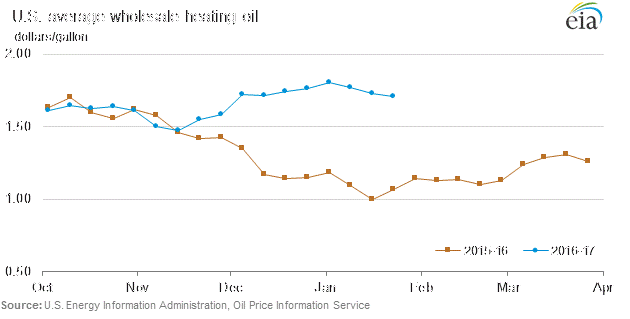 U.S. average wholesale heating oil
dollars/gallon
eia
2.00
1.50
1.00
0.50
2015-16
2016-17
Oct Nov Dec Jan Feb Mar Apr
Source: U.S. Energy Information Administration, Oil Price Information Service